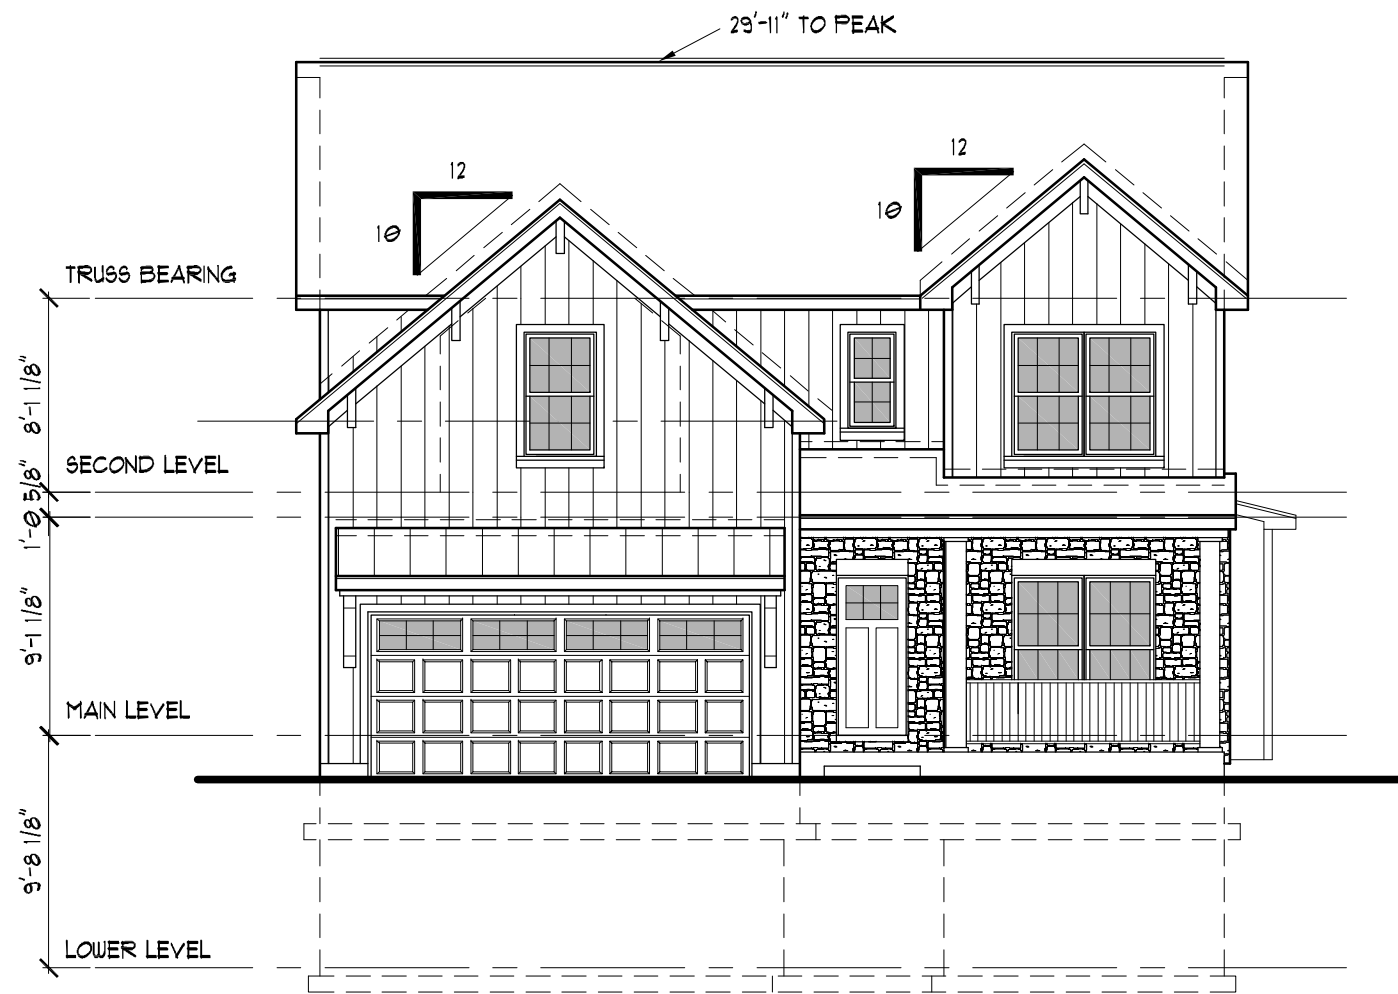 29'-11" TO PEAK
12
12
10
10
TRUSS BEARING
8'-1 1/8"
SECOND LEVEL
1'-0 5/8"
9'-1 1/8"
MAIN LEVEL
9'-8 1/8"
LOWER LEVEL